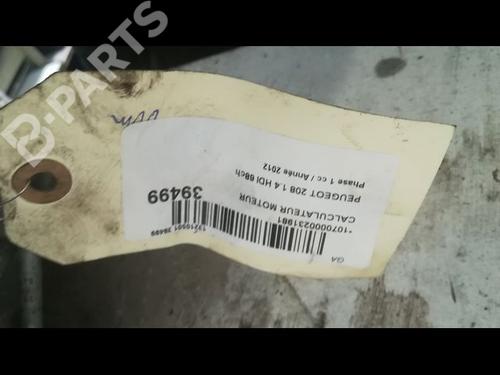 B-PARTS
GA
*1070000231981
CALCULATEUR MOTEUR
PEUGEOT 208 1.4 HDI 68ch
Phase 1 cc / Année 2012
39499